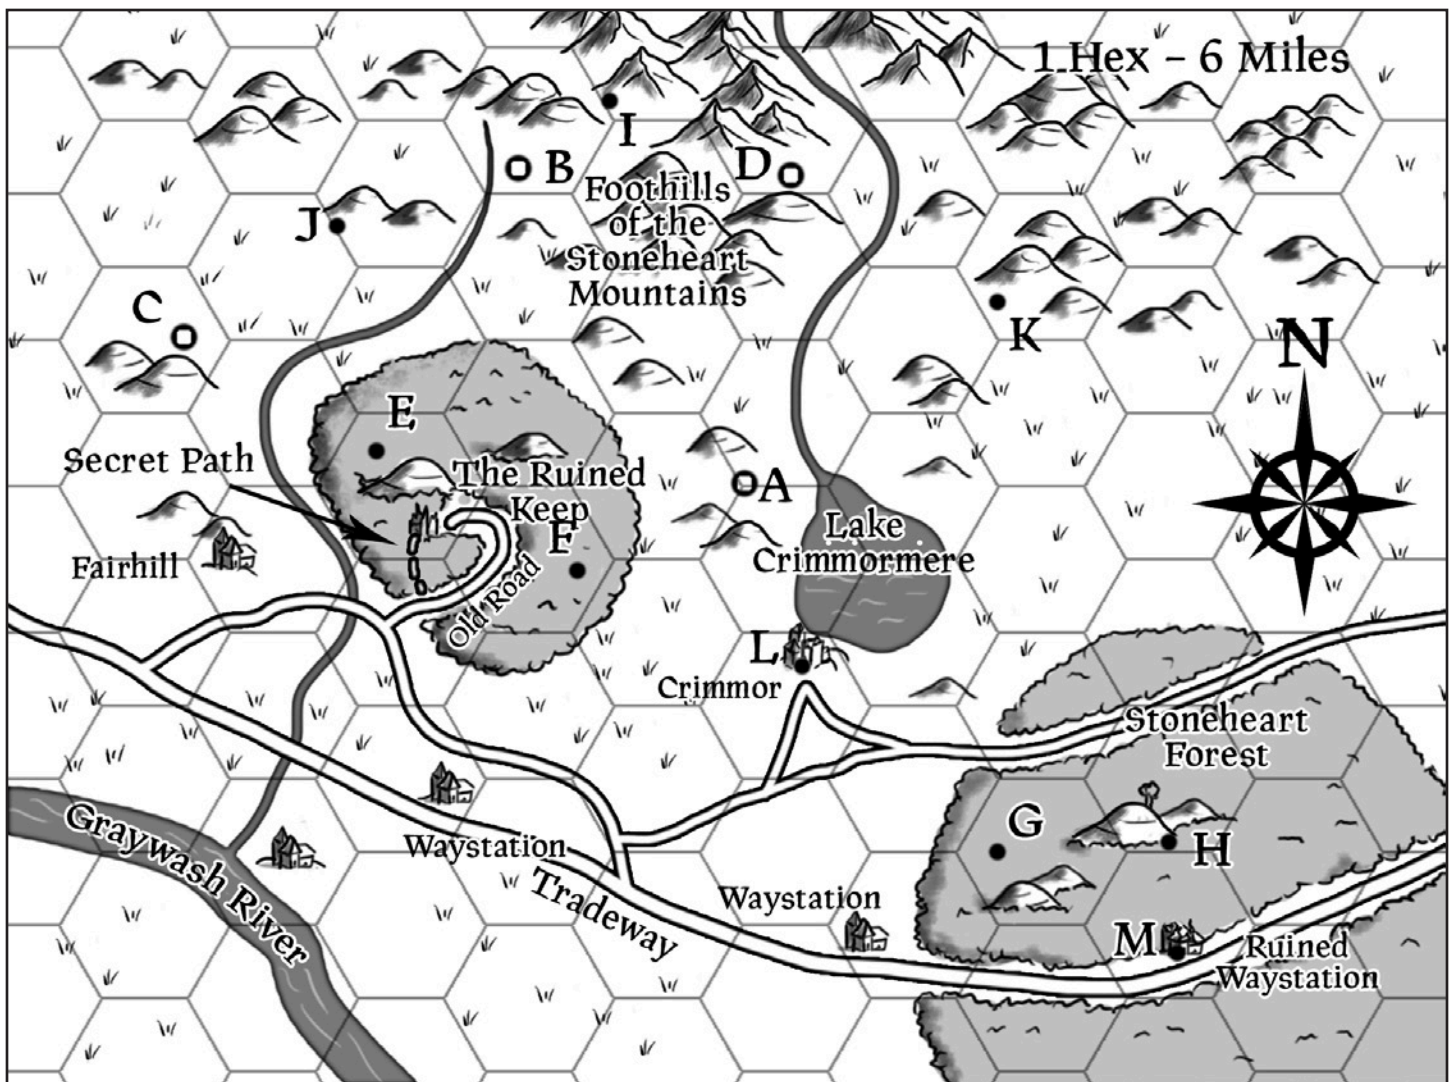 1 Hex – 6 Miles
I
B
D
Foothills
of the
Stoneheart
Mountains
J
C
K
N
E
Secret Path
The Ruined
Keep
A
F
Lake
Crimmormere
Fairhill
Old Road
L
Crimmor
Stoneheart
Forest
G
H
Graywash River
Waystation
Tradeway
Waystation
M
Ruined
Waystation